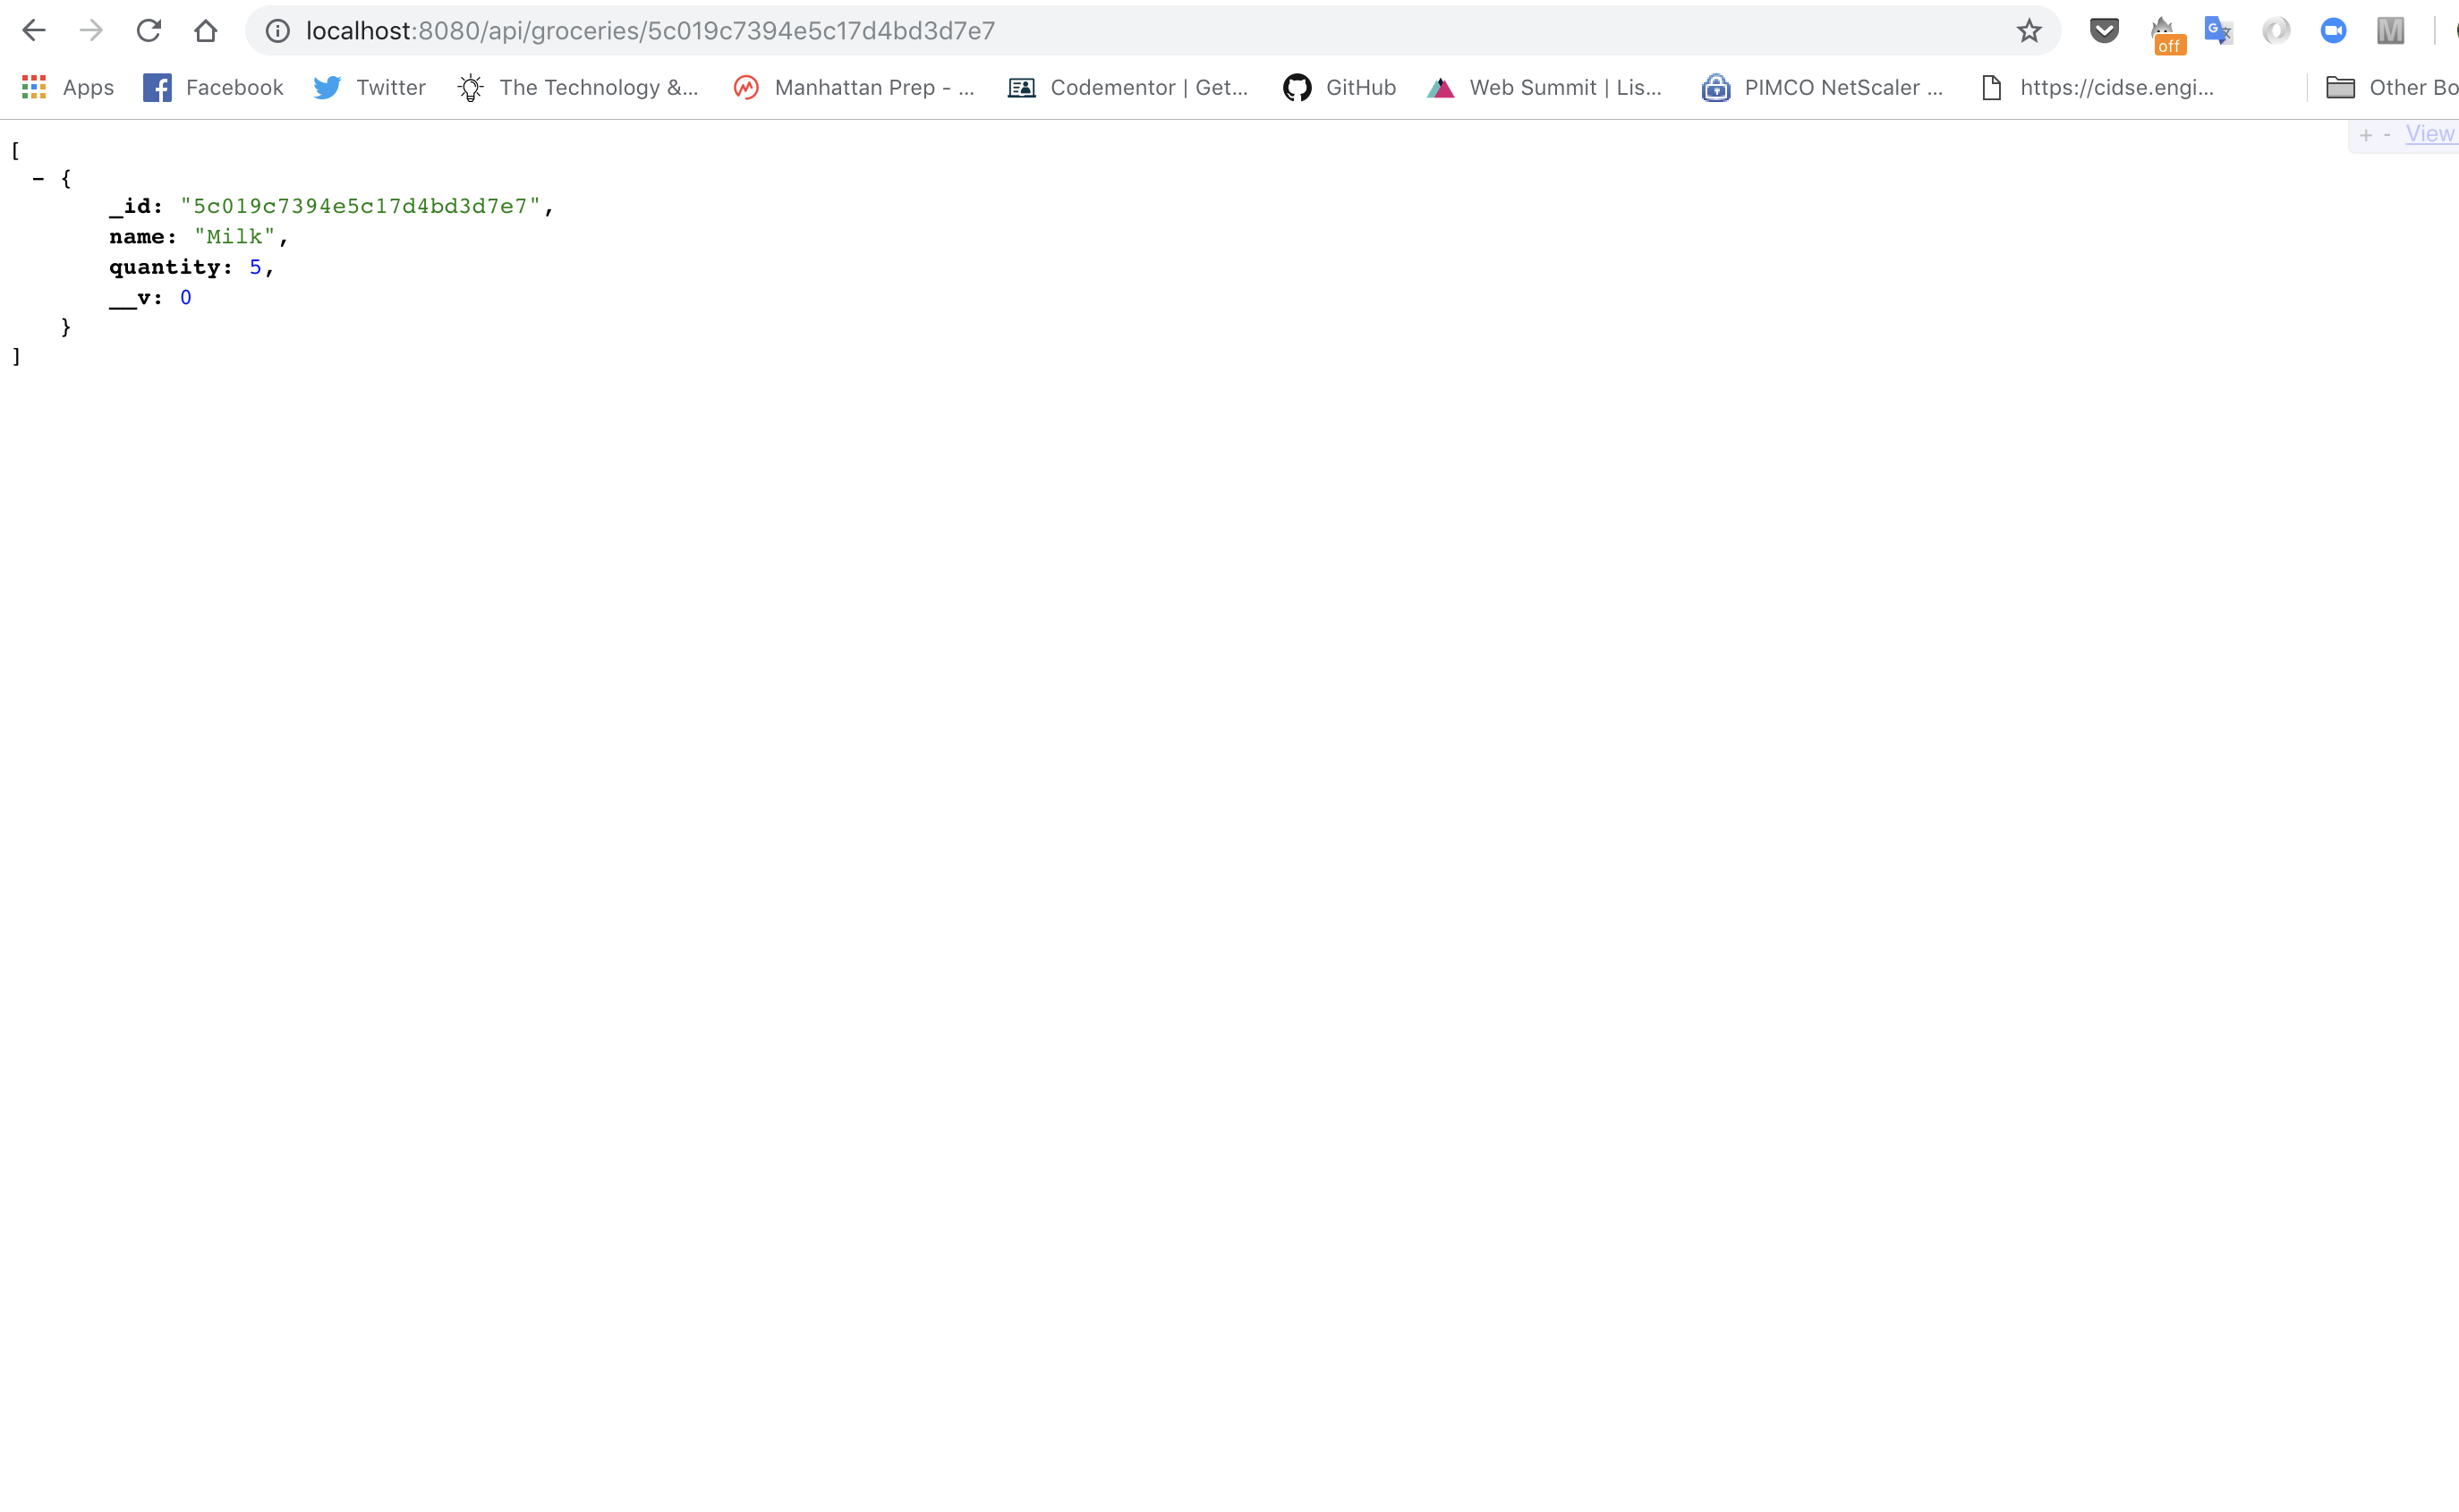 localhost:8080/api/groceries/5c019c7394e5c17d4bd3d7e7
off
Apps Facebook Twitter The Technology &... Manhattan Prep - ... Codementor | Get... GitHub Web Summit | Lis... PIMCO NetScaler ... https://cidse.engi... Other Bo
+ - View
[
- {
_id: "5c019c7394e5c17d4bd3d7e7",
name: "Milk",
quantity: 5,
__v: 0
}
]